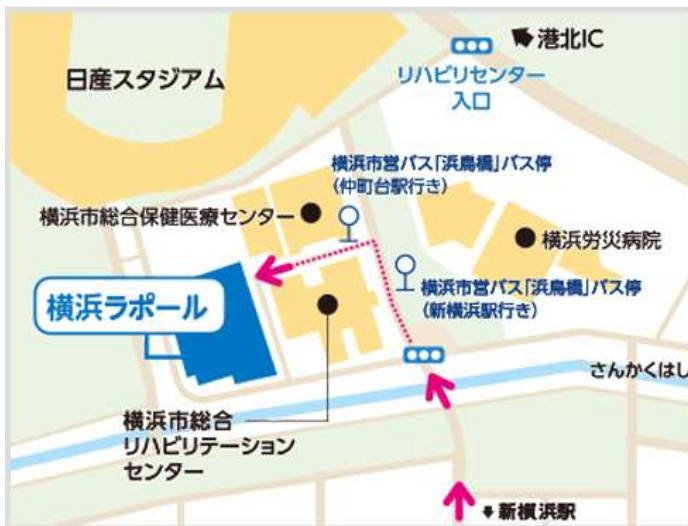 港北IC
日産スタジアム
リハビリセンター
入口
横浜市営バス「浜鳥橋」バス停
(仲町台駅行き)
横浜市総合保健医療センター
横浜労災病院
横浜市営バス「浜鳥橋」バス停
(新横浜駅行き)
横浜ラポール
さんかくはし
横浜市総合
リハビリテーション
センター
新横浜駅